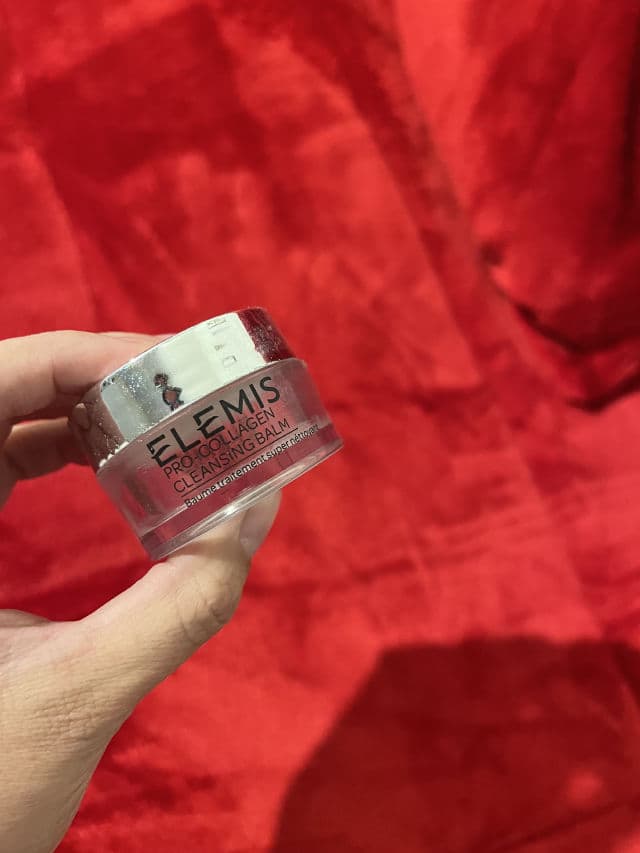 ELEMIS
PRO-COLLAGEN
CLEANSING BALM
Baume traitement super nettoyant